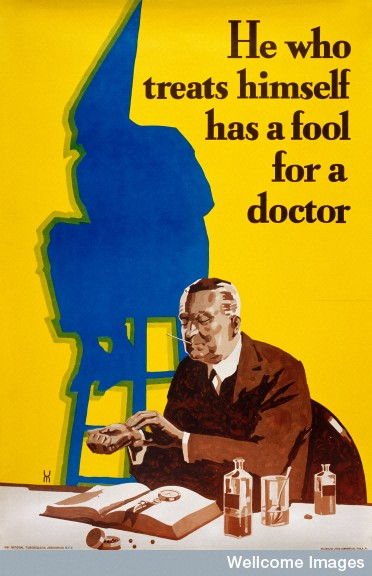 He who
treats himself
has a fool
for a
doctor
Wellcome Images